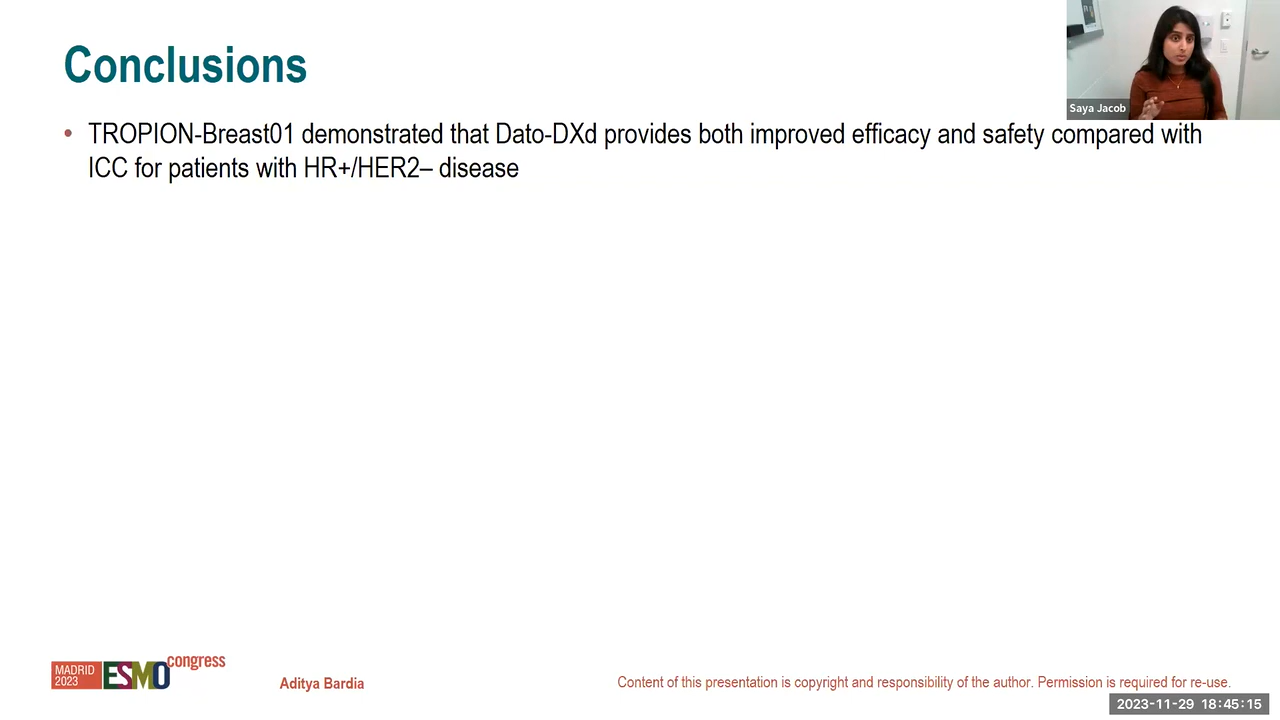 Conclusions
Saya Jacob
• TROPION-Breast01 demonstrated that Dato-DXd provides both improved efficacy and safety compared with
ICC for patients with HR+/HER2– disease
MADRID
2023
ESMO congress
Aditya Bardia
Content of this presentation is copyright and responsibility of the author. Permission is required for re-use.
2023-11-29 18:45:15